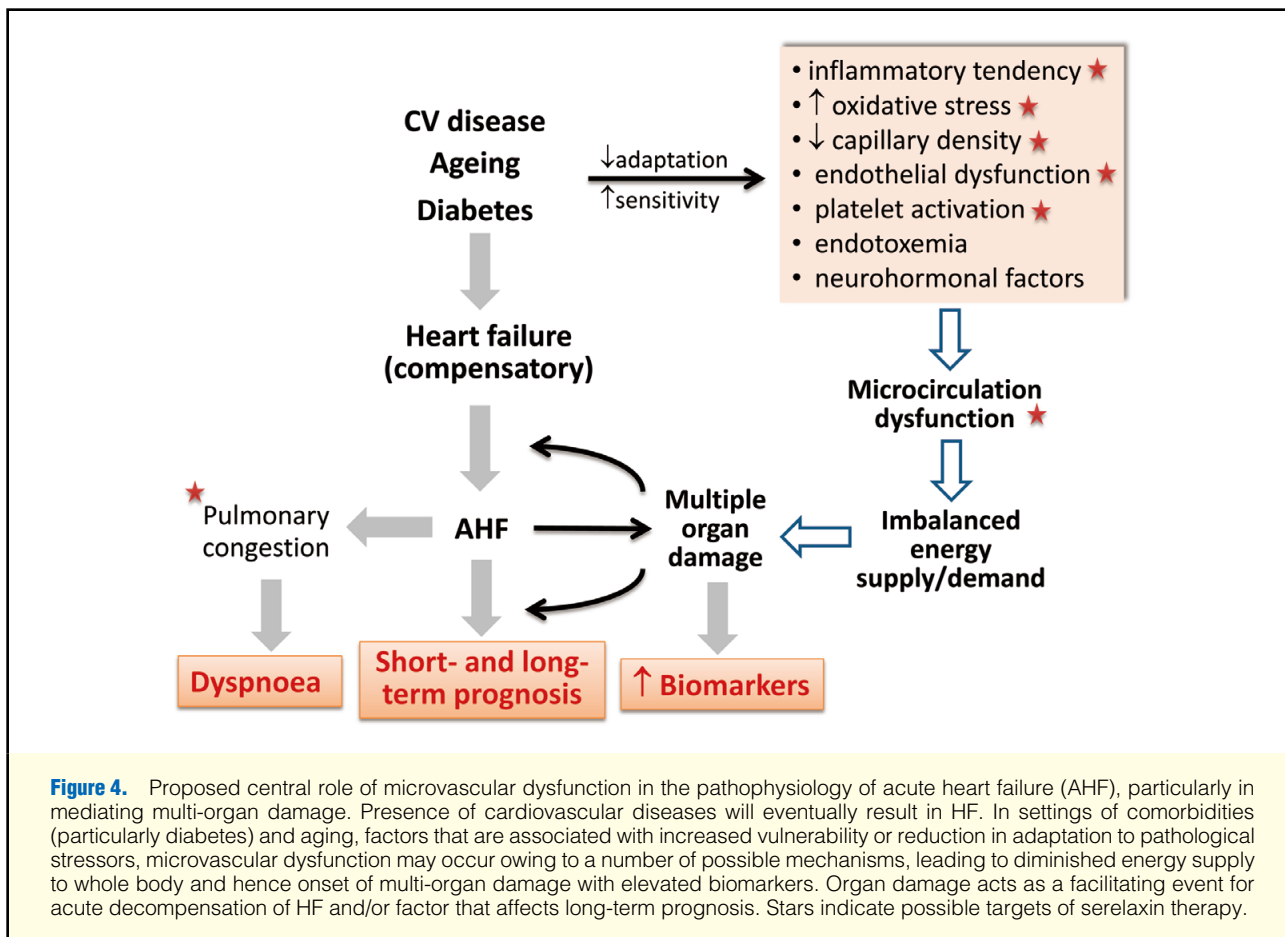 CV disease
Ageing
Diabetes
↓adaptation
↑sensitivity
• inflammatory tendency ★
• ↑ oxidative stress ★
• ↓ capillary density ★
• endothelial dysfunction ★
• platelet activation ★
• endotoxemia
• neurohormonal factors
Heart failure
(compensatory)
Microcirculation
dysfunction ★
★
Pulmonary
congestion
AHF
Multiple
organ
damage
Imbalanced
energy
supply/demand
Dyspnoea
Short- and long-
term prognosis
↑ Biomarkers
Figure 4. Proposed central role of microvascular dysfunction in the pathophysiology of acute heart failure (AHF), particularly in
mediating multi-organ damage. Presence of cardiovascular diseases will eventually result in HF. In settings of comorbidities
(particularly diabetes) and aging, factors that are associated with increased vulnerability or reduction in adaptation to pathological
stressors, microvascular dysfunction may occur owing to a number of possible mechanisms, leading to diminished energy supply
to whole body and hence onset of multi-organ damage with elevated biomarkers. Organ damage acts as a facilitating event for
acute decompensation of HF and/or factor that affects long-term prognosis. Stars indicate possible targets of serelaxin therapy.